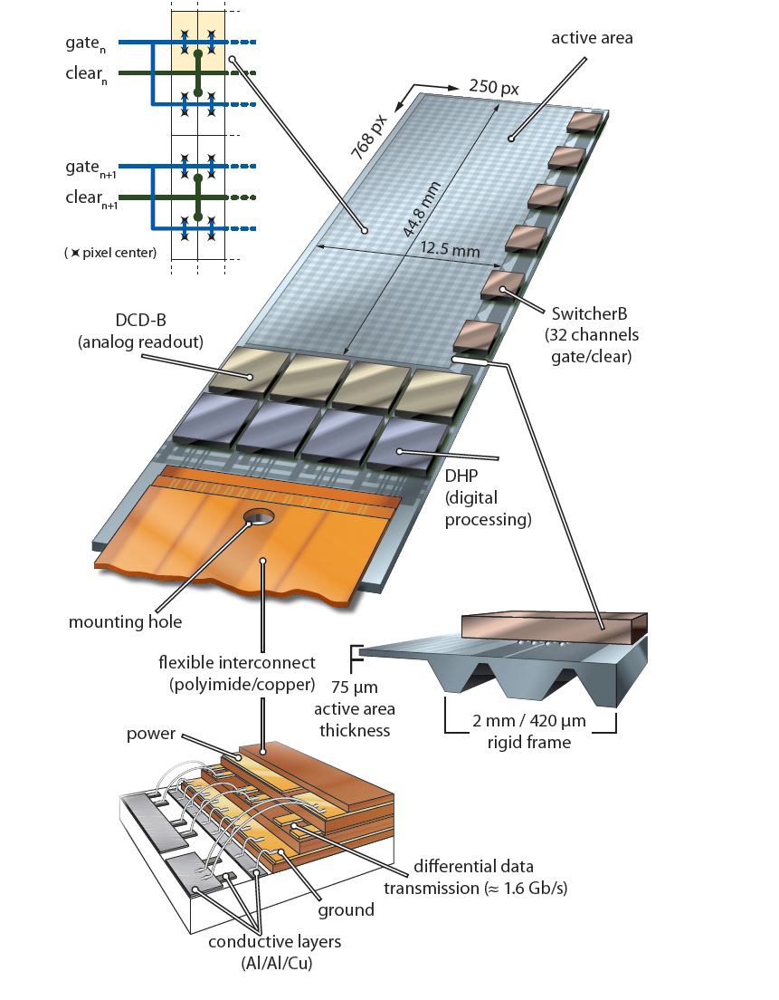 gate n
clear n
gate n+1
clear n+1
(✖ pixel center)
active area
250 px
768 px
44.8 mm
12.5 mm
DCD-B
(analog readout)
SwitcherB
(32 channels
gate/clear)
DHP
(digital
processing)
mounting hole
flexible interconnect
(polyimide/copper)
75 µm
active area
thickness
2 mm / 420 µm
rigid frame
power
differential data
transmission (≈ 1.6 Gb/s)
ground
conductive layers
(Al/Al/Cu)